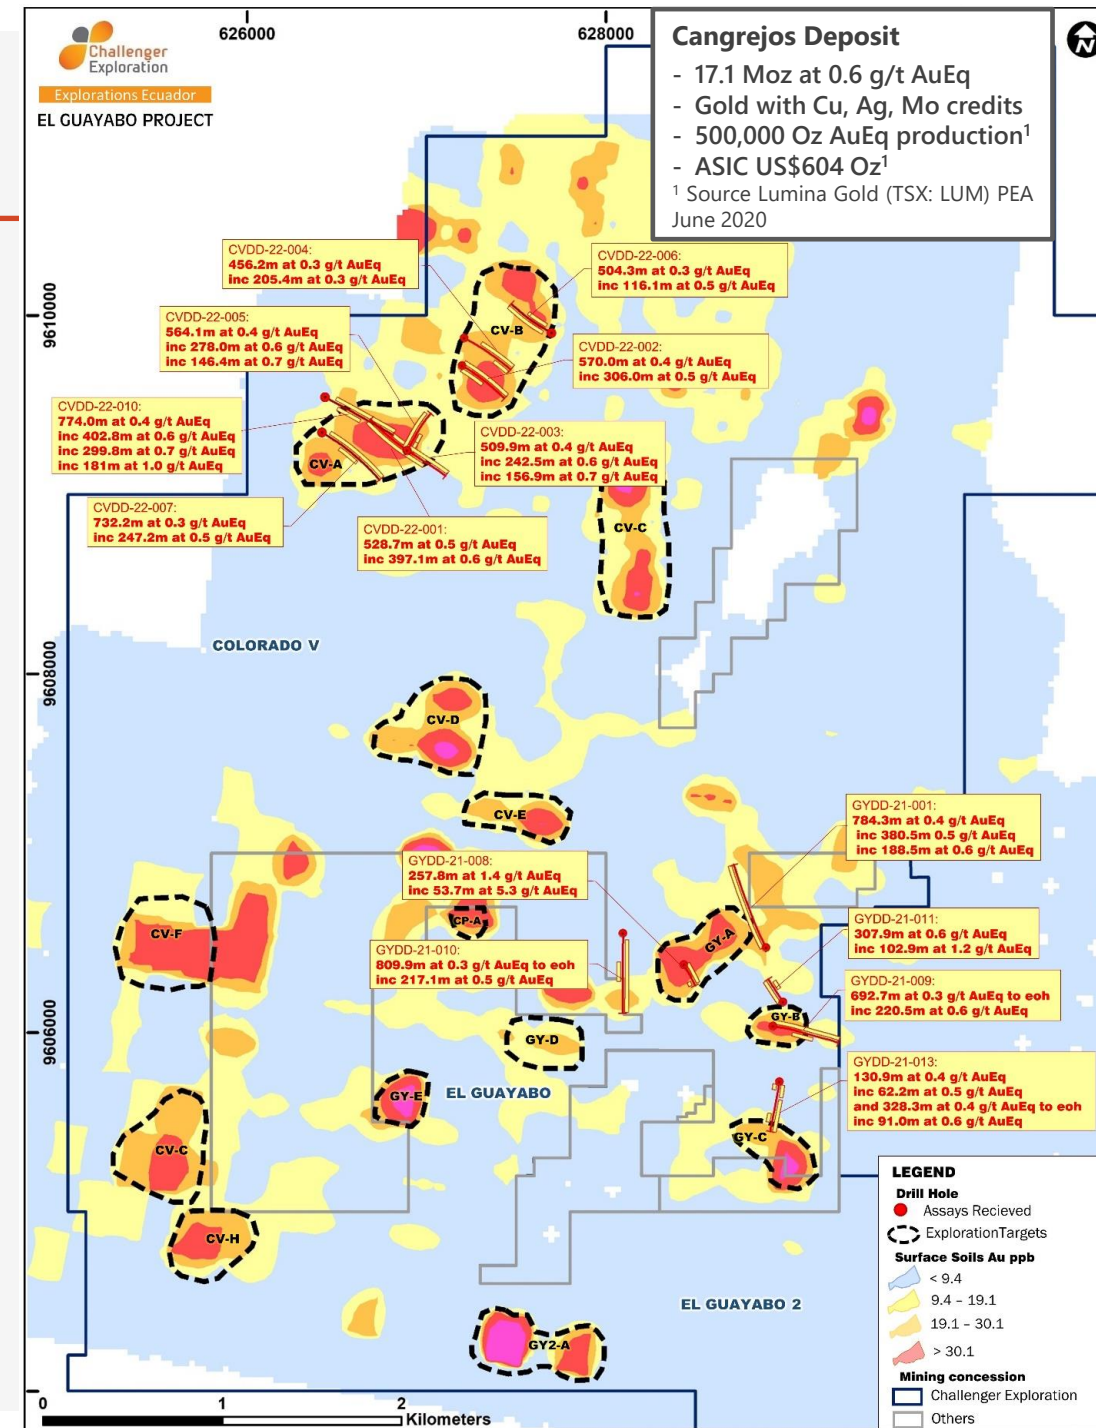 Challenger
Exploration
Explorations Ecuador
EL GUAYABO PROJECT
626000
628000
Cangrejos Deposit
- 17.1 Moz at 0.6 g/t AuEq
- Gold with Cu, Ag, Mo credits
- 500,000 Oz AuEq production¹
- ASIC US$604 Oz¹
¹ Source Lumina Gold (TSX: LUM) PEA
June 2020
N
9610000
9608000
9606000
CVDD-22-004:
456.2m at 0.3 g/t AuEq
inc 205.4m at 0.3 g/t AuEq
CVDD-22-006:
504.3m at 0.3 g/t AuEq
inc 116.1m at 0.5 g/t AuEq
CVDD-22-005:
564.1m at 0.4 g/t AuEq
inc 278.0m at 0.6 g/t AuEq
inc 146.4m at 0.7 g/t AuEq
CV-B
CVDD-22-002:
570.0m at 0.4 g/t AuEq
inc 306.0m at 0.5 g/t AuEq
CVDD-22-010:
774.0m at 0.4 g/t AuEq
inc 402.8m at 0.6 g/t AuEq
inc 299.8m at 0.7 g/t AuEq
inc 181m at 1.0 g/t AuEq
CVDD-22-003:
509.9m at 0.4 g/t AuEq
inc 242.5m at 0.6 g/t AuEq
inc 156.9m at 0.7 g/t AuEq
CV-A
CVDD-22-007:
732.2m at 0.3 g/t AuEq
inc 247.2m at 0.5 g/t AuEq
CVDD-22-001:
528.7m at 0.5 g/t AuEq
inc 397.1m at 0.6 g/t AuEq
CV-C
COLORADO V
CV-D
CV-E
GYDD-21-001:
784.3m at 0.4 g/t AuEq
inc 380.5m 0.5 g/t AuEq
inc 188.5m at 0.6 g/t AuEq
GYDD-21-008:
257.8m at 1.4 g/t AuEq
inc 53.7m at 5.3 g/t AuEq
CP-A
CV-F
GY-A
GYDD-21-011:
307.9m at 0.6 g/t AuEq
inc 102.9m at 1.2 g/t AuEq
GYDD-21-010:
809.9m at 0.3 g/t AuEq to eoh
inc 217.1m at 0.5 g/t AuEq
GYDD-21-009:
692.7m at 0.3 g/t AuEq to eoh
inc 220.5m at 0.6 g/t AuEq
GY-B
GY-D
GYDD-21-013:
130.9m at 0.4 g/t AuEq
inc 62.2m at 0.5 g/t AuEq
and 328.3m at 0.4 g/t AuEq to eoh
inc 91.0m at 0.6 g/t AuEq
GY-E
EL GUAYABO
GY-C
CV-C
CV-H
EL GUAYABO 2
GY2-A
LEGEND
Drill Hole
Assays Recieved
ExplorationTargets
Surface Soils Au ppb
< 9.4
9.4 – 19.1
19.1 – 30.1
> 30.1
Mining concession
Challenger Exploration
Others
0 1 2
Kilometers